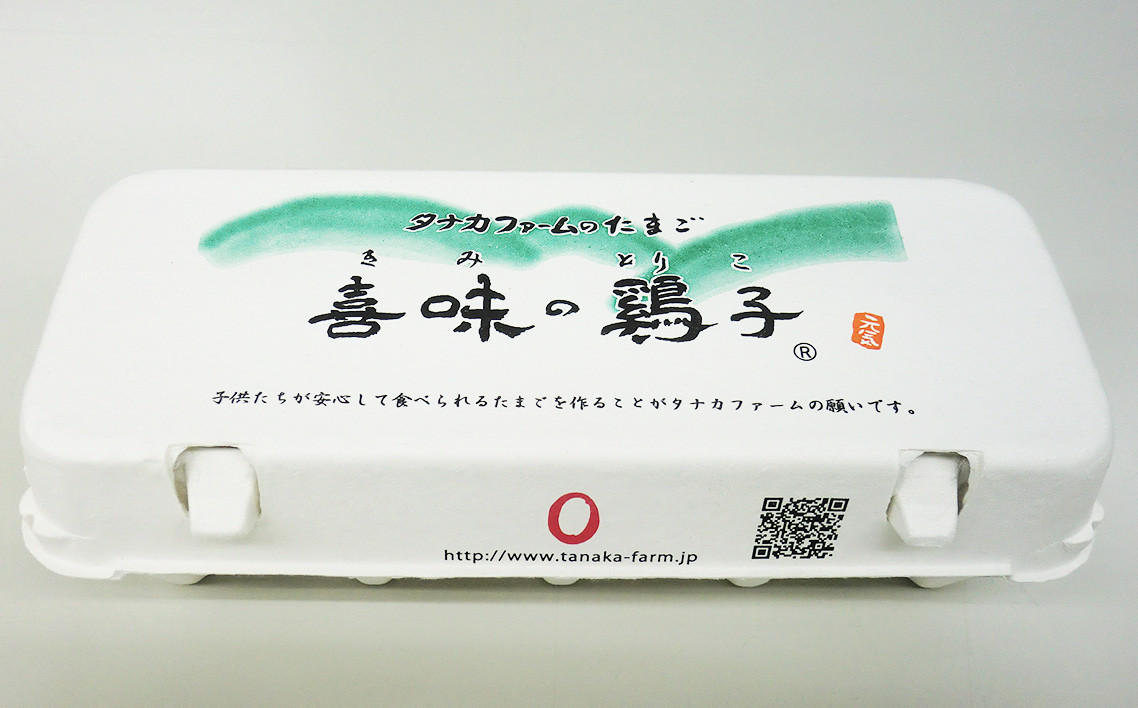 タナカファームのたまご
きみ とりこ
喜味の鶏子
®
元気
子供たちが安心して食べられるたまごを作ることがタナカファームの願いです。
http://www.tanaka-farm.jp